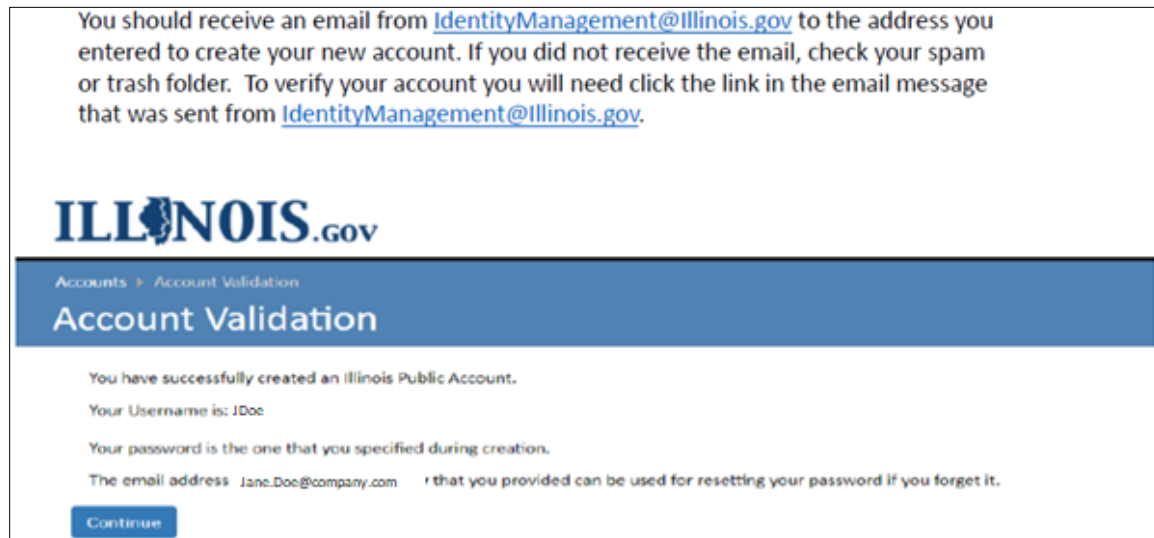 You should receive an email from IdentityManagement@Illinois.gov to the address you
entered to create your new account. If you did not receive the email, check your spam
or trash folder.  To verify your account you will need click the link in the email message
that was sent from IdentityManagement@Illinois.gov.
ILLINOIS.GOV
Accounts ▸ Account Validation
Account Validation
You have successfully created an Illinois Public Account.
Your Username is: JDoe
Your password is the one that you specified during creation.
The email address Jane.Doe@company.com that you provided can be used for resetting your password if you forget it.
Continue